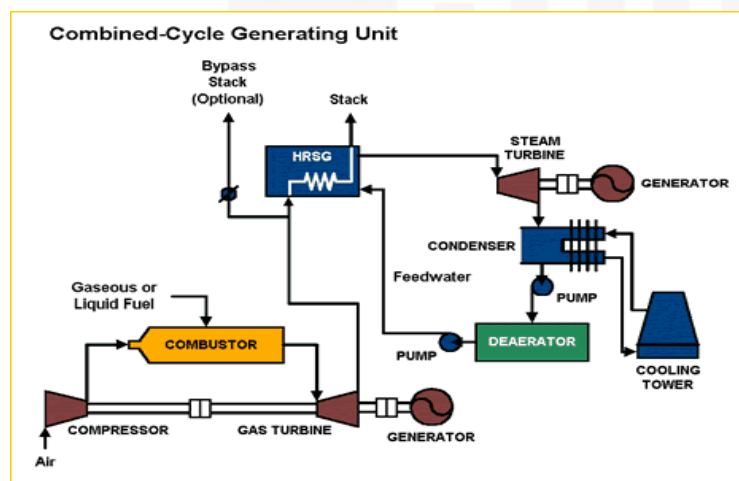 Combined-Cycle Generating Unit
Bypass
Stack
(Optional)
Stack
HRSG
STEAM
TURBINE
GENERATOR
CONDENSER
Feedwater
PUMP
Gaseous or
Liquid Fuel
COMBUSTOR
PUMP
DEAERATOR
COOLING
TOWER
COMPRESSOR
GAS TURBINE
GENERATOR
Air